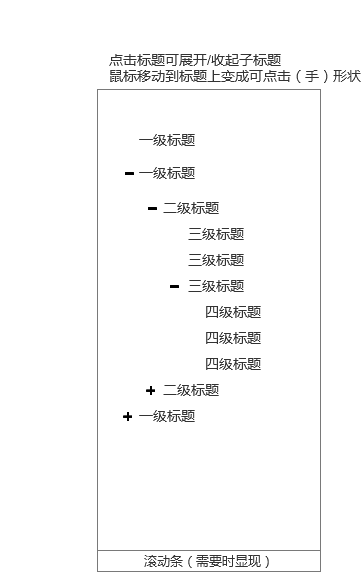 点击标题可展开/收起子标题
鼠标移动到标题上变成可点击（手）形状
一级标题
一级标题
二级标题
三级标题
三级标题
三级标题
四级标题
四级标题
四级标题
二级标题
一级标题
滚动条（需要时显现）